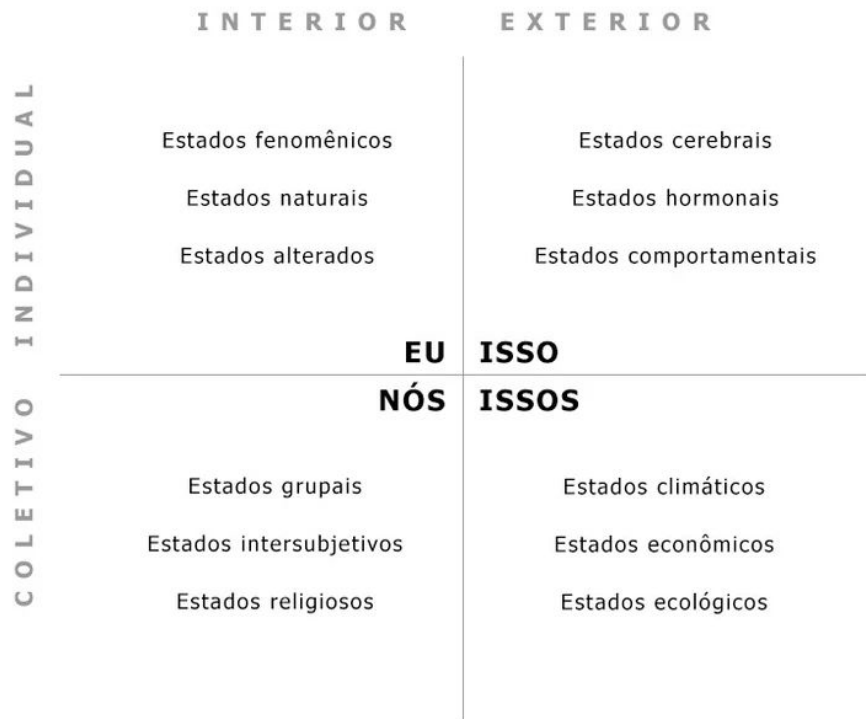 INTERIOR EXTERIOR
INDIVIDUAL
Estados fenomênicos
Estados naturais
Estados alterados
EU
Estados cerebrais
Estados hormonais
Estados comportamentais
ISSO
COLETIVO
NÓS
Estados grupais
Estados intersubjetivos
Estados religiosos
ISSOS
Estados climáticos
Estados econômicos
Estados ecológicos